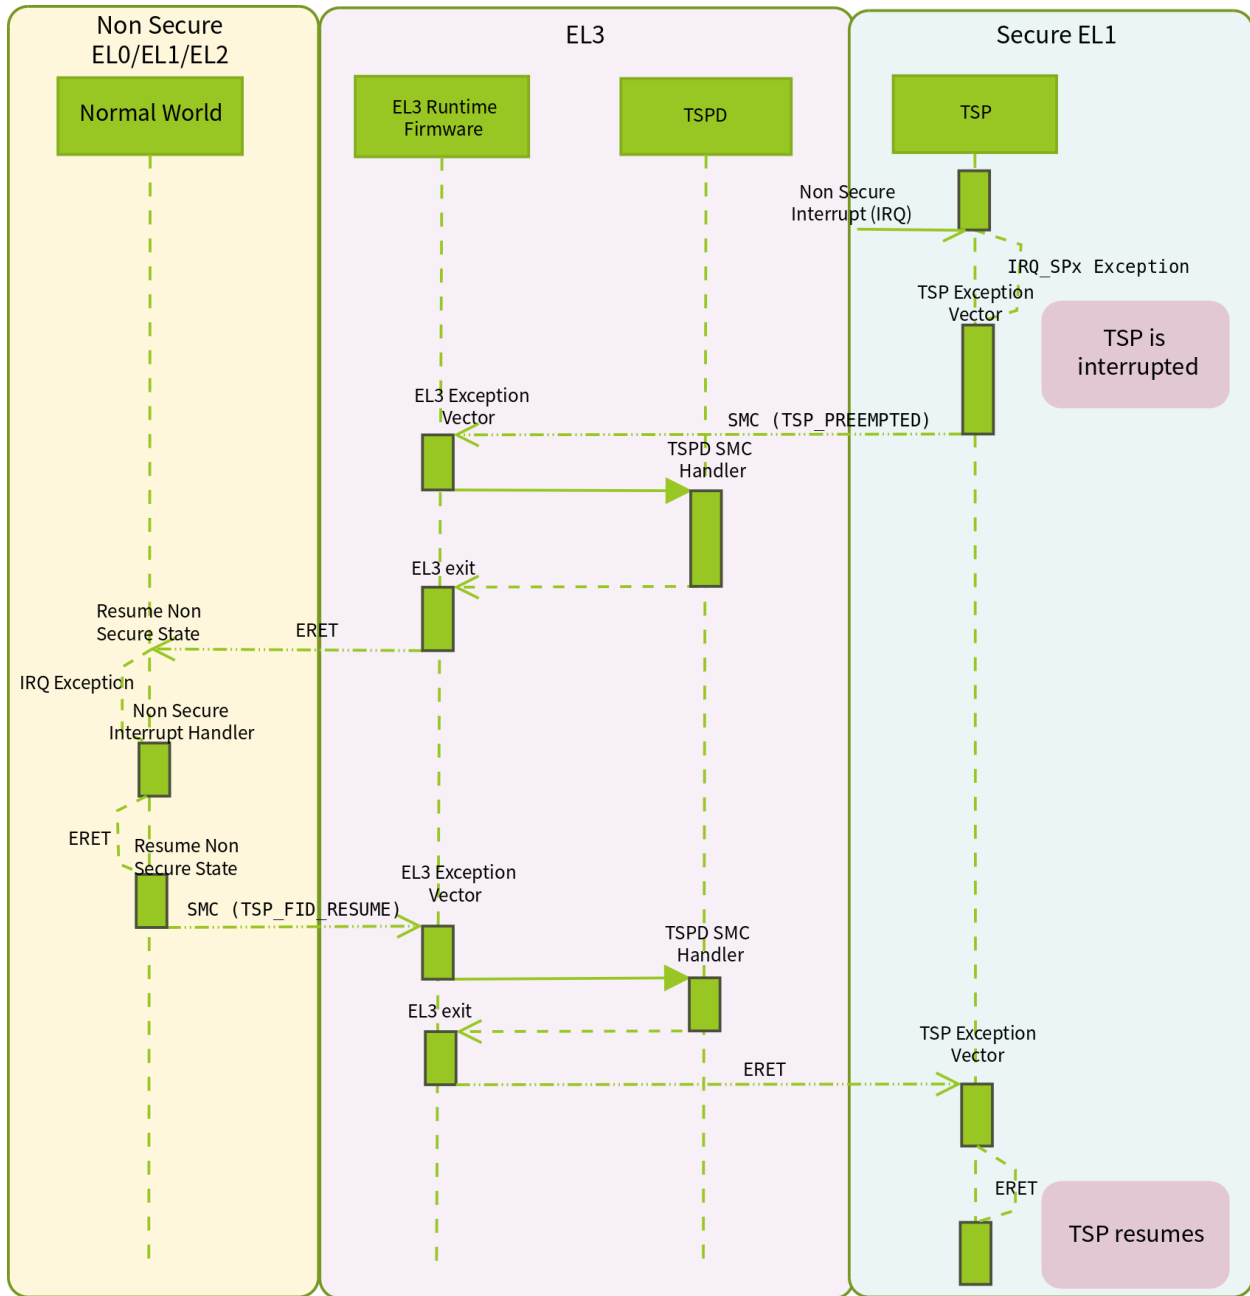 Non Secure
EL0/EL1/EL2
EL3
Secure EL1
Normal World
EL3 Runtime
Firmware
TSPD
TSP
Non Secure
Interrupt (IRQ)
IRQ_SPx Exception
TSP Exception
Vector
TSP is
interrupted
EL3 Exception
Vector
SMC (TSP_PREEMPTED)
TSPD SMC
Handler
EL3 exit
Resume Non
Secure State
ERET
IRQ Exception
Non Secure
Interrupt Handler
ERET
Resume Non
Secure State
EL3 Exception
Vector
SMC (TSP_FID_RESUME)
TSPD SMC
Handler
EL3 exit
TSP Exception
Vector
ERET
ERET
TSP resumes